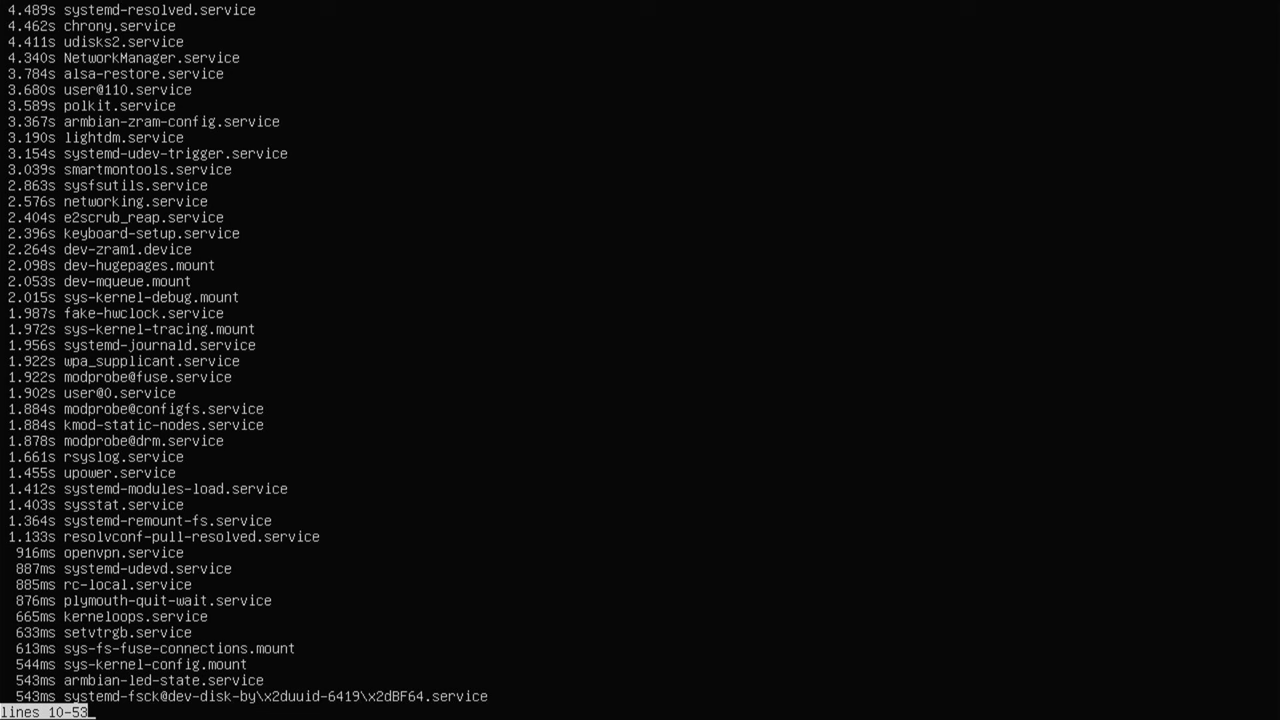 4.489s systemd-resolved.service
4.462s chrony.service
4.411s udisks2.service
4.340s NetworkManager.service
3.784s alsa-restore.service
3.680s user@110.service
3.589s polkit.service
3.367s armbian-zram-config.service
3.190s lightdm.service
3.154s systemd-udev-trigger.service
3.039s smartmontools.service
2.863s sysfsutils.service
2.576s networking.service
2.404s e2scrub_reap.service
2.396s keyboard-setup.service
2.264s dev-zram1.device
2.098s dev-hugepages.mount
2.053s dev-mqueue.mount
2.015s sys-kernel-debug.mount
1.987s fake-hwclock.service
1.972s sys-kernel-tracing.mount
1.956s systemd-journald.service
1.922s wpa_supplicant.service
1.922s modprobe@fuse.service
1.902s user@0.service
1.884s modprobe@configfs.service
1.884s kmod-static-nodes.service
1.878s modprobe@drm.service
1.661s rsyslog.service
1.455s upower.service
1.412s systemd-modules-load.service
1.403s sysstat.service
1.364s systemd-remount-fs.service
1.133s resolvconf-pull-resolved.service
916ms openvpn.service
887ms systemd-udevd.service
885ms rc-local.service
876ms plymouth-quit-wait.service
665ms kerneloops.service
633ms setvtrgb.service
613ms sys-fs-fuse-connections.mount
544ms sys-kernel-config.mount
543ms armbian-led-state.service
543ms systemd-fsck@dev-disk-by\x2duuid-6419\x2dBF64.service
lines 10-53